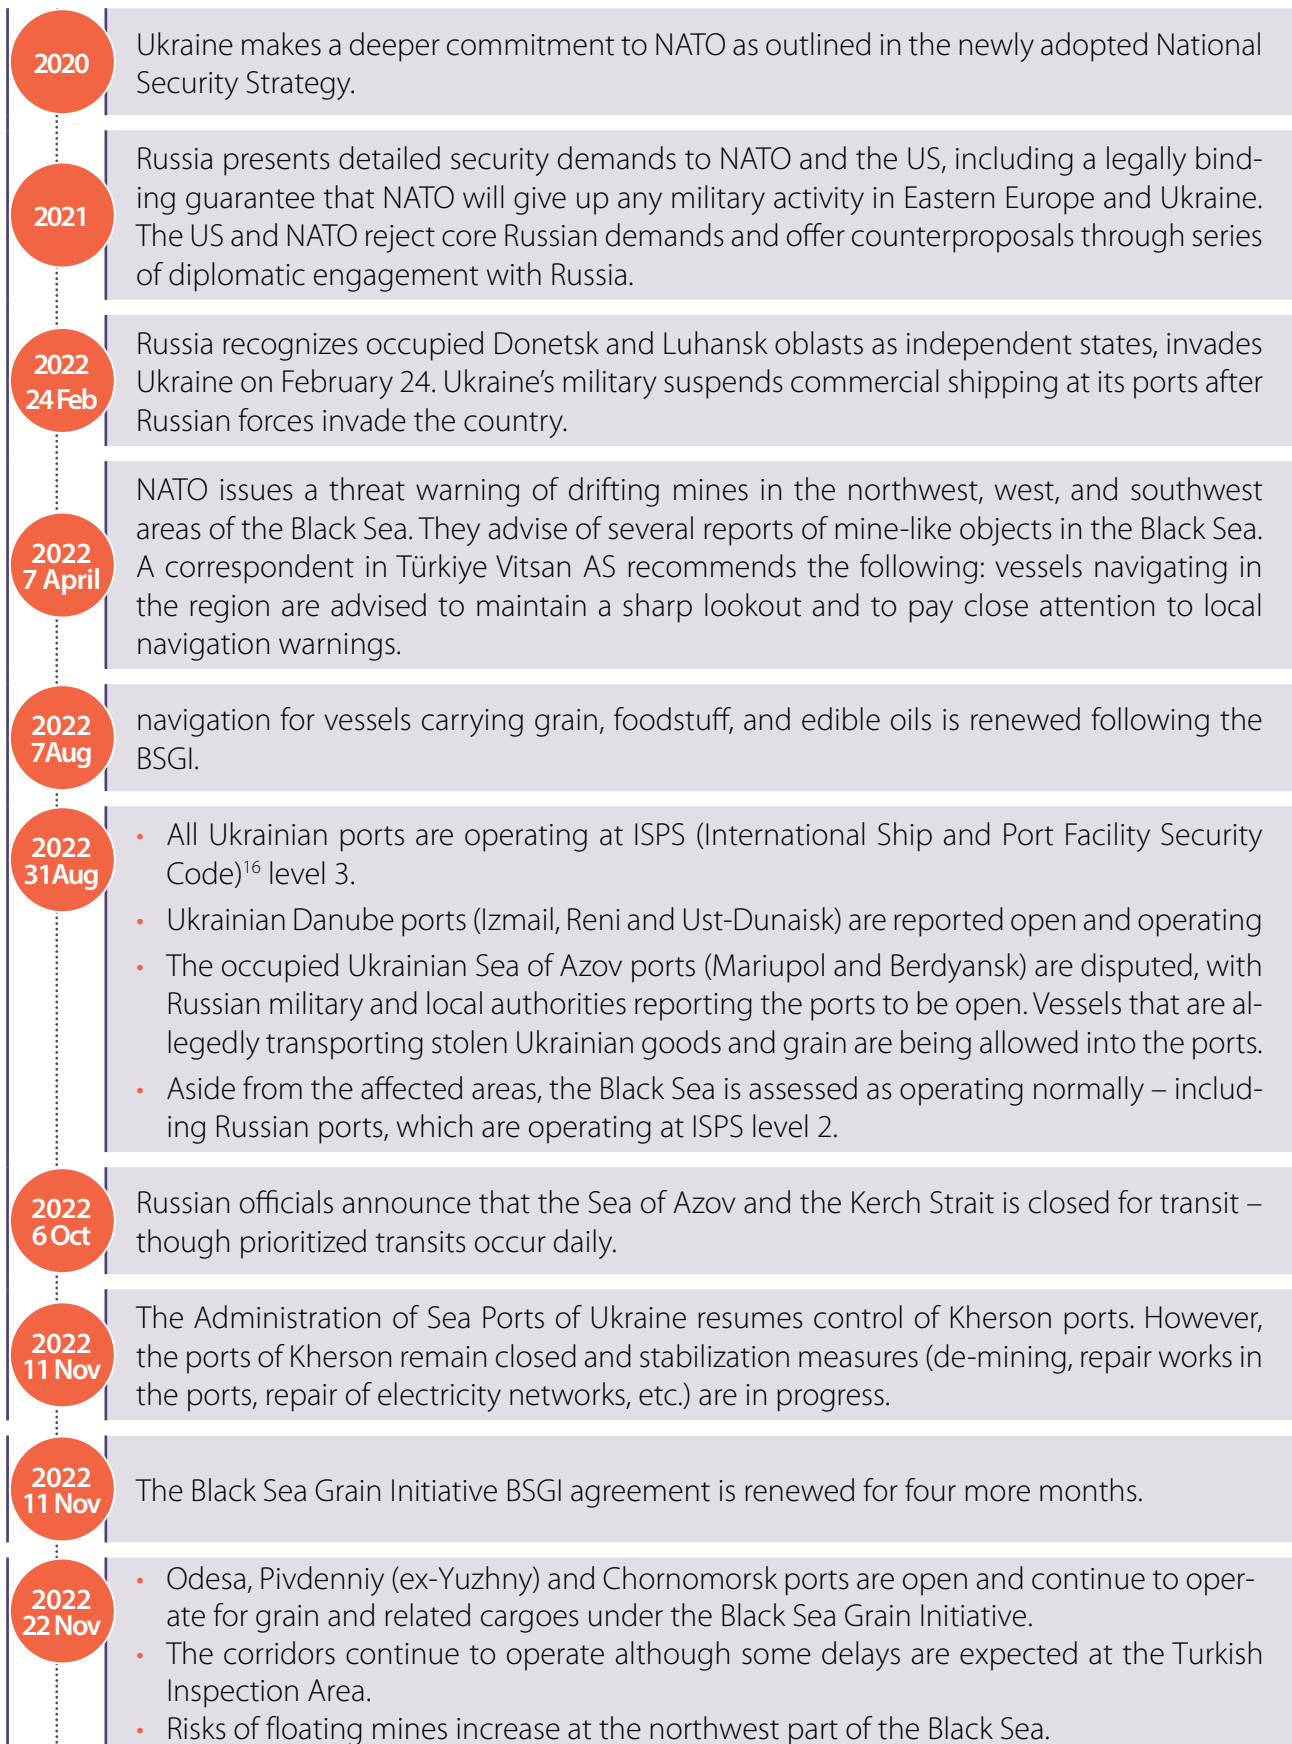 2020
Ukraine makes a deeper commitment to NATO as outlined in the newly adopted National
Security Strategy.
2021
Russia presents detailed security demands to NATO and the US, including a legally bind-
ing guarantee that NATO will give up any military activity in Eastern Europe and Ukraine.
The US and NATO reject core Russian demands and offer counterproposals through series
of diplomatic engagement with Russia.
2022
24 Feb
Russia recognizes occupied Donetsk and Luhansk oblasts as independent states, invades
Ukraine on February 24. Ukraine’s military suspends commercial shipping at its ports after
Russian forces invade the country.
2022
7 April
NATO issues a threat warning of drifting mines in the northwest, west, and southwest
areas of the Black Sea. They advise of several reports of mine-like objects in the Black Sea.
A correspondent in Türkiye Vitsan AS recommends the following: vessels navigating in
the region are advised to maintain a sharp lookout and to pay close attention to local
navigation warnings.
2022
7Aug
navigation for vessels carrying grain, foodstuff, and edible oils is renewed following the
BSGI.
2022
31Aug
• All Ukrainian ports are operating at ISPS (International Ship and Port Facility Security
Code)16 level 3.
• Ukrainian Danube ports (Izmail, Reni and Ust-Dunaisk) are reported open and operating
• The occupied Ukrainian Sea of Azov ports (Mariupol and Berdyansk) are disputed, with
Russian military and local authorities reporting the ports to be open. Vessels that are al-
legedly transporting stolen Ukrainian goods and grain are being allowed into the ports.
• Aside from the affected areas, the Black Sea is assessed as operating normally – includ-
ing Russian ports, which are operating at ISPS level 2.
2022
6 Oct
Russian officials announce that the Sea of Azov and the Kerch Strait is closed for transit –
though prioritized transits occur daily.
2022
11 Nov
The Administration of Sea Ports of Ukraine resumes control of Kherson ports. However,
the ports of Kherson remain closed and stabilization measures (de-mining, repair works in
the ports, repair of electricity networks, etc.) are in progress.
2022
11 Nov
The Black Sea Grain Initiative BSGI agreement is renewed for four more months.
2022
22 Nov
• Odesa, Pivdenniy (ex-Yuzhny) and Chornomorsk ports are open and continue to oper-
ate for grain and related cargoes under the Black Sea Grain Initiative.
• The corridors continue to operate although some delays are expected at the Turkish
Inspection Area.
• Risks of floating mines increase at the northwest part of the Black Sea.